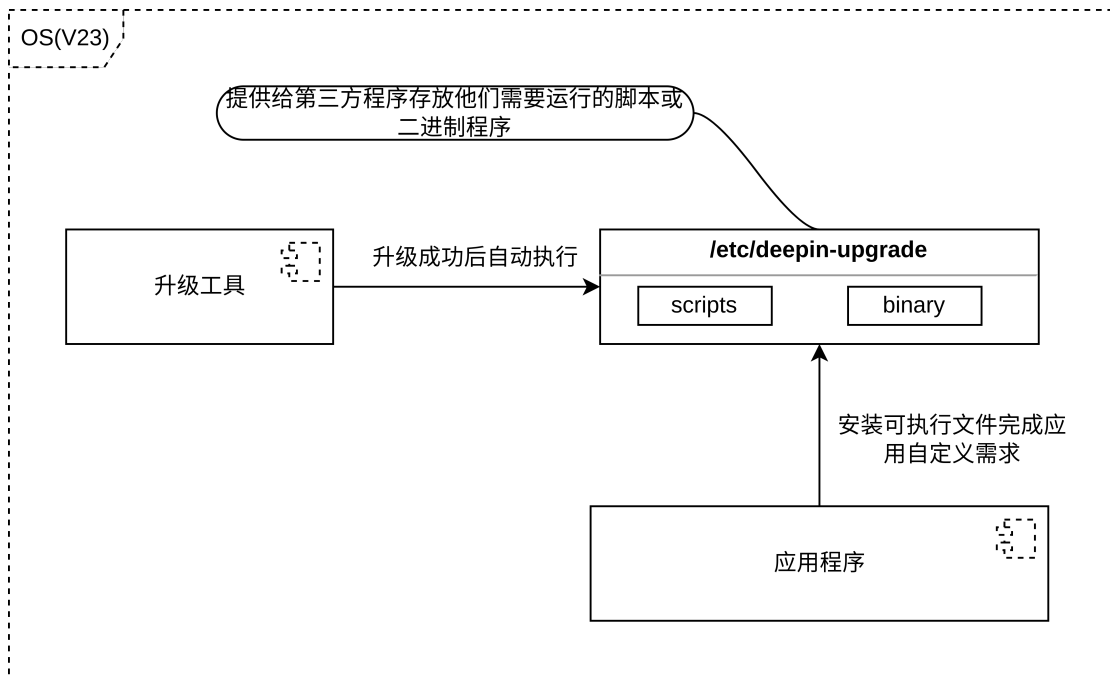 OS(V23)
提供给第三方程序存放他们需要运行的脚本或
二进制程序
升级工具
升级成功后自动执行
/etc/deepin-upgrade
scripts
binary
安装可执行文件完成应
用自定义需求
应用程序